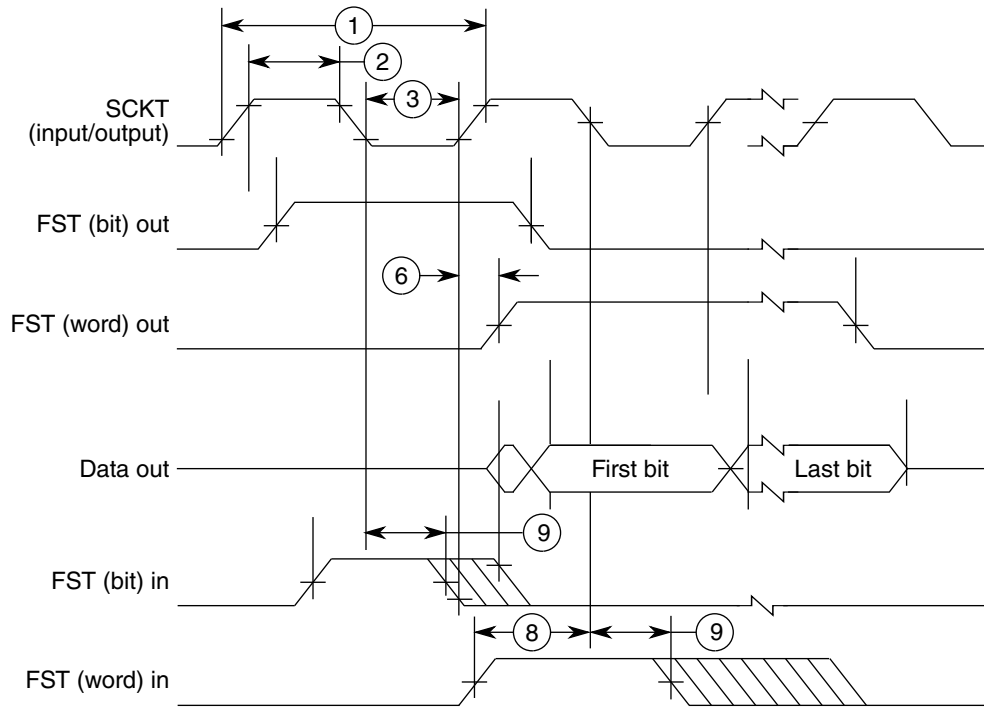 1
2
3
SCKT
(input/output)
FST (bit) out
6
FST (word) out
Data out
First bit
Last bit
9
FST (bit) in
8
9
FST (word) in